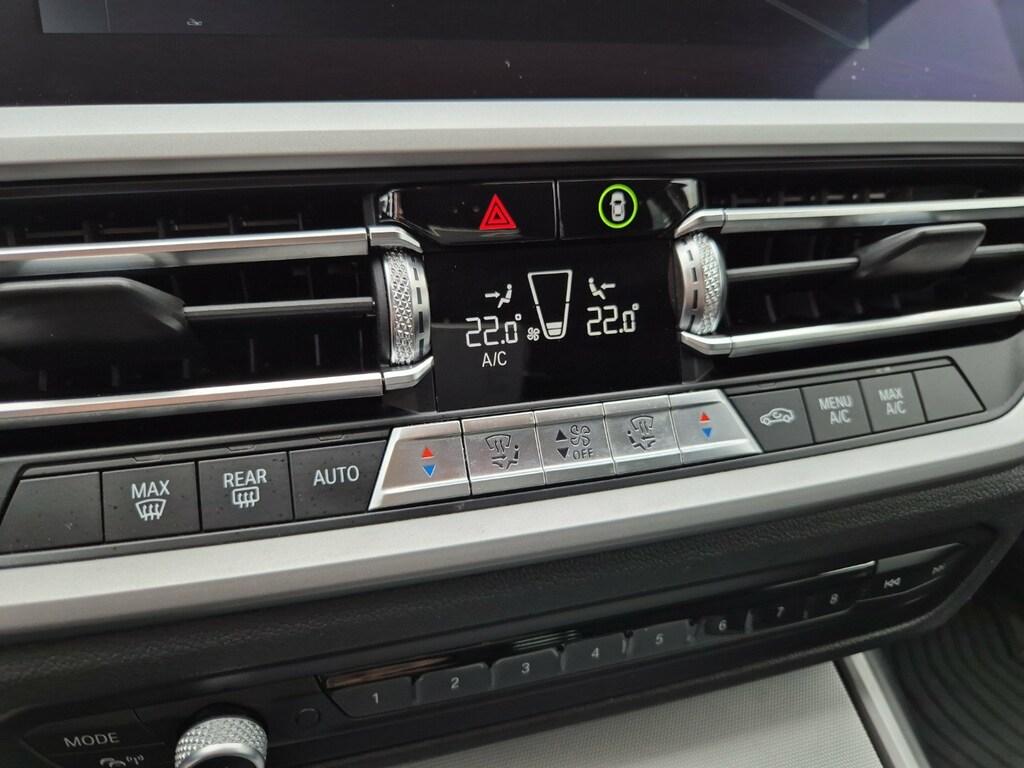 22.0°
22.0°
A/C
MAX
REAR
AUTO
OFF
MENU
A/C
MAX
A/C
1
2
3
4
5
6
7
8
MODE